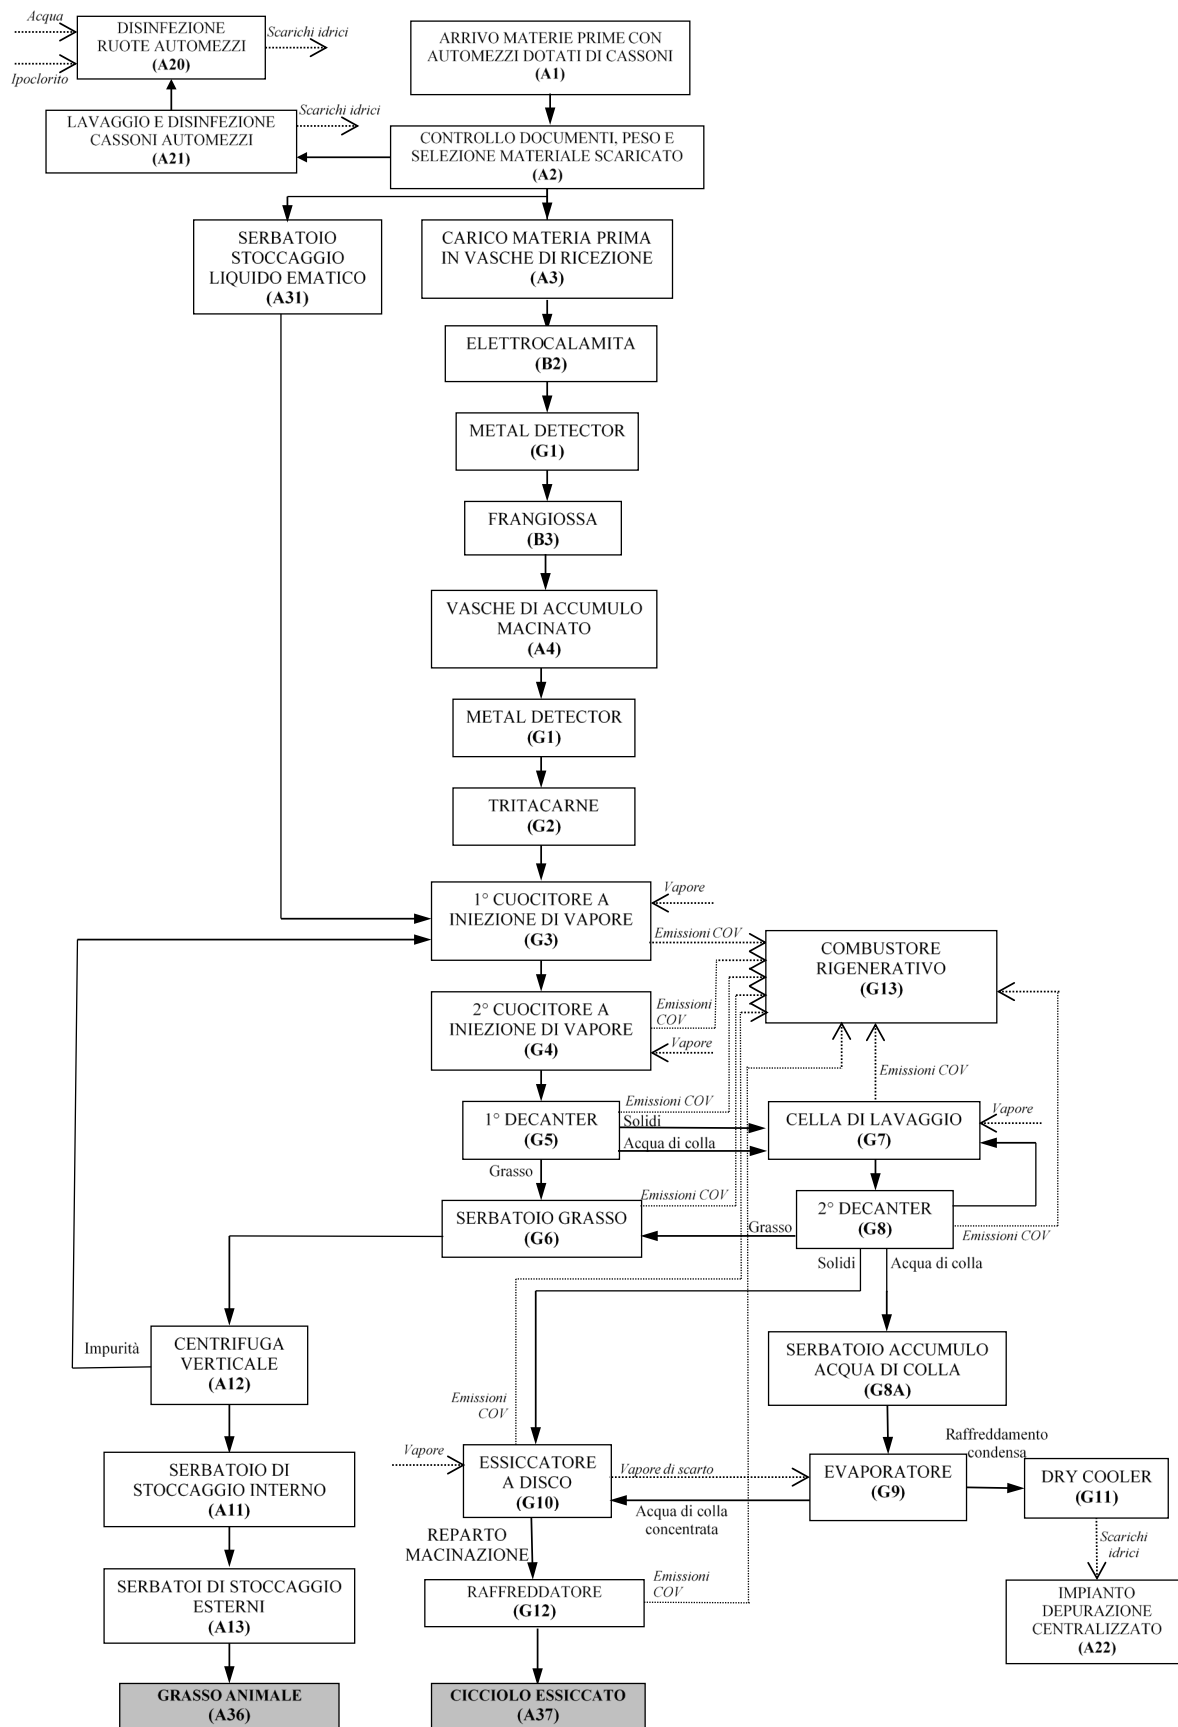 Acqua
Ipoclorito
DISINFEZIONE
RUOTE AUTOMEZZI
(A20)
Scarichi idrici
ARRIVO MATERIE PRIME CON
AUTOMEZZI DOTATI DI CASSONI
(A1)
LAVAGGIO E DISINFEZIONE
CASSONI AUTOMEZZI
(A21)
Scarichi idrici
CONTROLLO DOCUMENTI, PESO E
SELEZIONE MATERIALE SCARICATO
(A2)
SERBATOIO
STOCCAGGIO
LIQUIDO EMATICO
(A31)
CARICO MATERIA PRIMA
IN VASCHE DI RICEZIONE
(A3)
ELETTROCALAMITA
(B2)
METAL DETECTOR
(G1)
FRANGIOSSA
(B3)
VASCHE DI ACCUMULO
MACINATO
(A4)
METAL DETECTOR
(G1)
TRITACARNE
(G2)
1° CUOCITORE A
INIEZIONE DI VAPORE
(G3)
Vapore
Emissioni COV
COMBUSTORE
RIGENERATIVO
(G13)
2° CUOCITORE A
INIEZIONE DI VAPORE
(G4)
Emissioni
COV
Vapore
Emissioni COV
1° DECANTER
(G5)
Emissioni COV
Solidi
Acqua di colla
Grasso
CELLA DI LAVAGGIO
(G7)
Vapore
SERBATOIO GRASSO
(G6)
Emissioni COV
Grasso
2° DECANTER
(G8)
Emissioni COV
Solidi
Acqua di colla
Impurità
CENTRIFUGA
VERTICALE
(A12)
SERBATOIO ACCUMULO
ACQUA DI COLLA
(G8A)
Emissioni
COV
Vapore
SERBATOIO DI
STOCCAGGIO INTERNO
(A11)
ESSICCATORE
A DISCO
(G10)
Vapore di scarto
Acqua di colla
concentrata
EVAPORATORE
(G9)
Raffreddamento
condensa
DRY COOLER
(G11)
Scarichi
idrici
REPARTO
MACINAZIONE
SERBATOI DI STOCCAGGIO
ESTERNI
(A13)
RAFFREDDATORE
(G12)
Emissioni
COV
IMPIANTO
DEPURAZIONE
CENTRALIZZATO
(A22)
GRASSO ANIMALE
(A36)
CICCIOLO ESSICCATO
(A37)